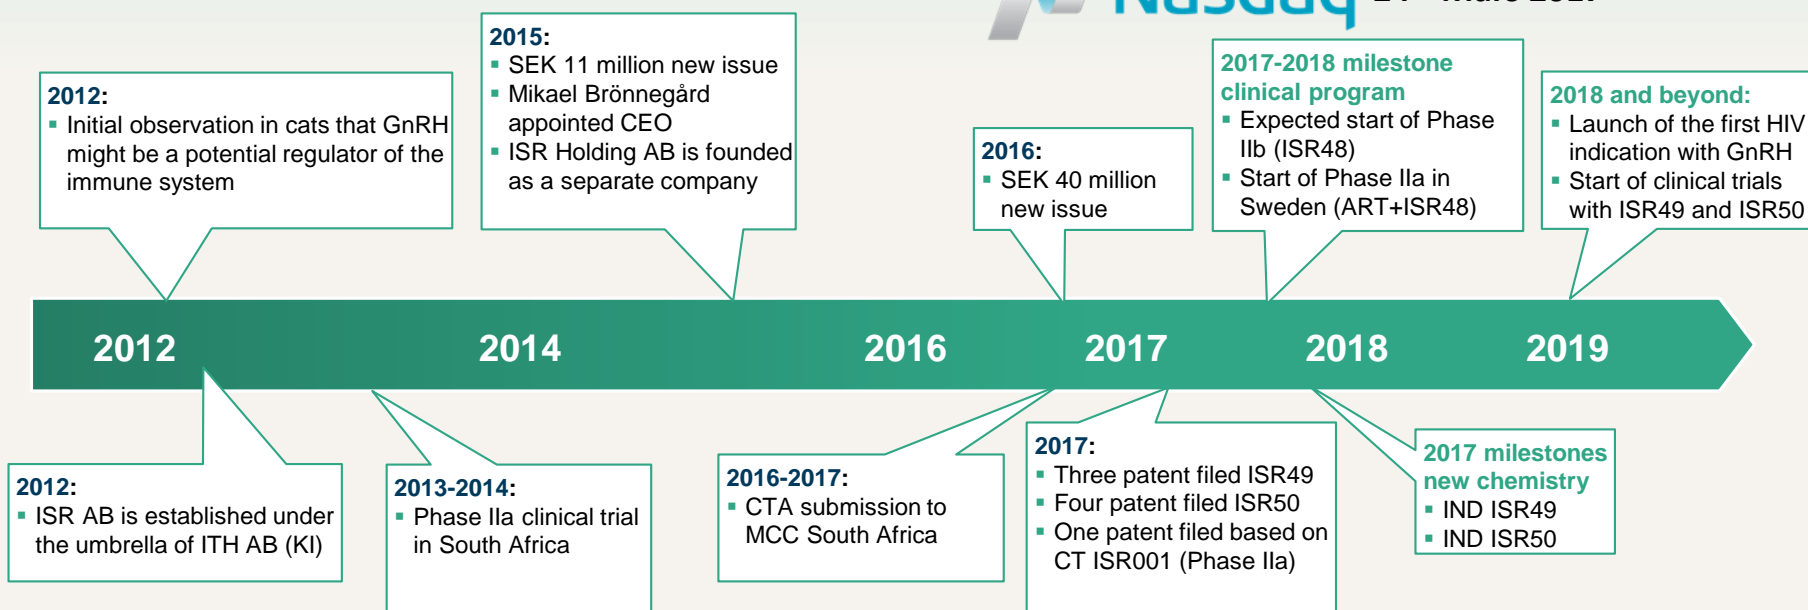 Nasdaq
2015:
▪ SEK 11 million new issue
▪ Mikael Brönnegård
appointed CEO
▪ ISR Holding AB is founded
as a separate company
2012:
▪ Initial observation in cats that GnRH
might be a potential regulator of the
immune system
2016:
▪ SEK 40 million
new issue
2017-2018 milestone
clinical program
▪ Expected start of Phase
IIb (ISR48)
▪ Start of Phase IIa in
Sweden (ART+ISR48)
2018 and beyond:
▪ Launch of the first HIV
indication with GnRH
▪ Start of clinical trials
with ISR49 and ISR50
2012 2014 2016 2017 2018 2019
2012:
▪ ISR AB is established under
the umbrella of ITH AB (KI)
2013-2014:
▪ Phase IIa clinical trial
in South Africa
2016-2017:
▪ CTA submission to
MCC South Africa
2017:
▪ Three patent filed ISR49
▪ Four patent filed ISR50
▪ One patent filed based on
CT ISR001 (Phase IIa)
2017 milestones
new chemistry
▪ IND ISR49
▪ IND ISR50